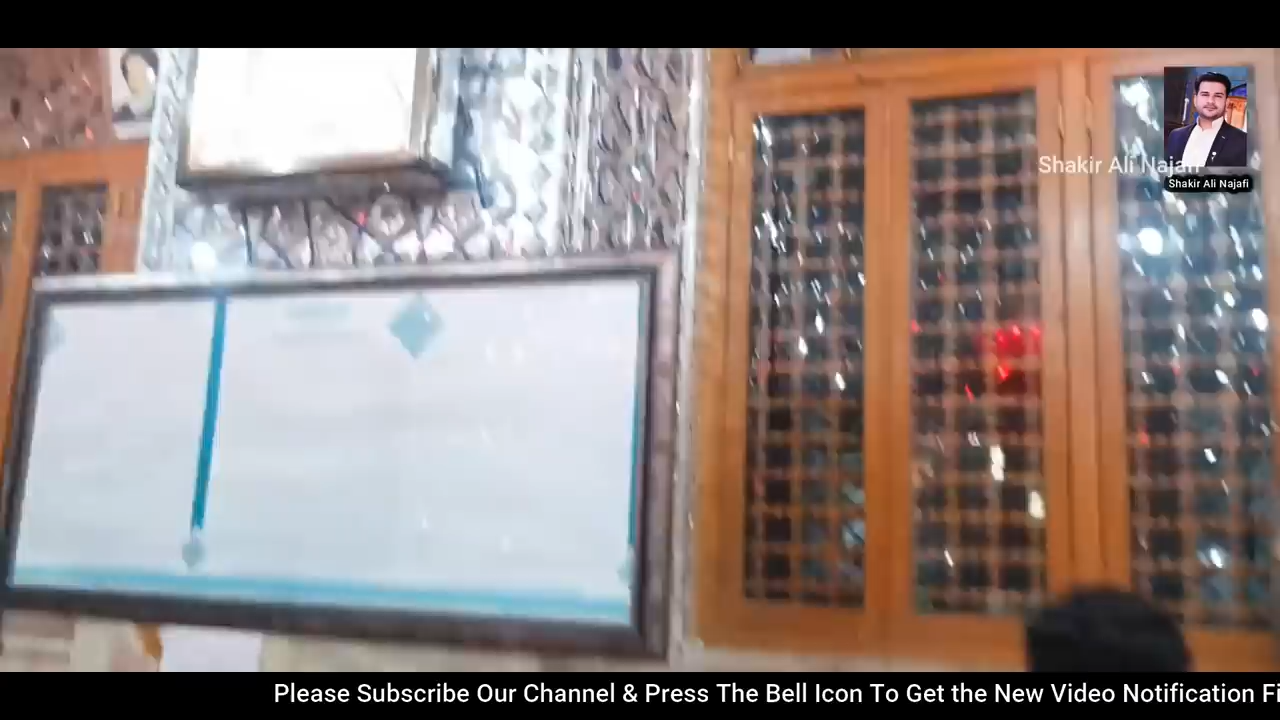 Shakir Ali Najafi
Shakir Ali Najafi
Please Subscribe Our Channel & Press The Bell Icon To Get the New Video Notification Fi